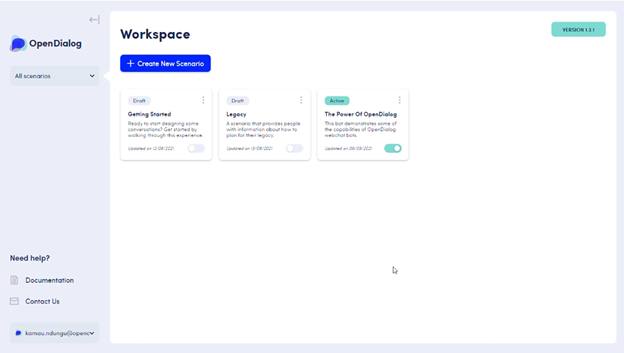 OpenDialog
All scenarios
Need help?
Documentation
Contact Us
kamau.ndungu@openc
Workspace
VERSION 1.3.1
Create New Scenario
Draft
Getting Started
Ready to start designing some
conversations? Get started by
walking through this experience.
Updated on 13/08/2021
Draft
Legacy
A scenario that provides people
with information about how to
plan for their legacy.
Updated on 13/08/2021
Active
The Power Of OpenDialog
This bot demonstrates some of
the capabilities of OpenDialog
webchat bots.
Updated on 09/09/2021